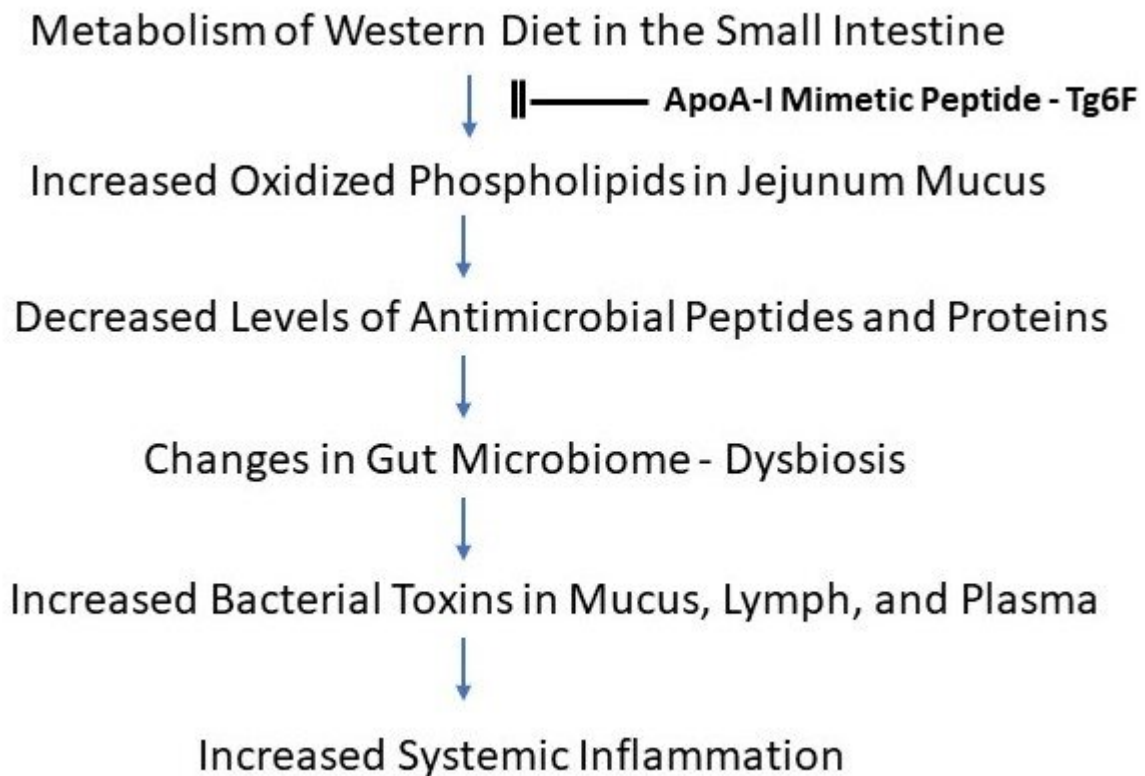 Metabolism of Western Diet in the Small Intestine
ApoA-I Mimetic Peptide - Tg6F
Increased Oxidized Phospholipids in Jejunum Mucus
Decreased Levels of Antimicrobial Peptides and Proteins
Changes in Gut Microbiome - Dysbiosis
Increased Bacterial Toxins in Mucus, Lymph, and Plasma
Increased Systemic Inflammation